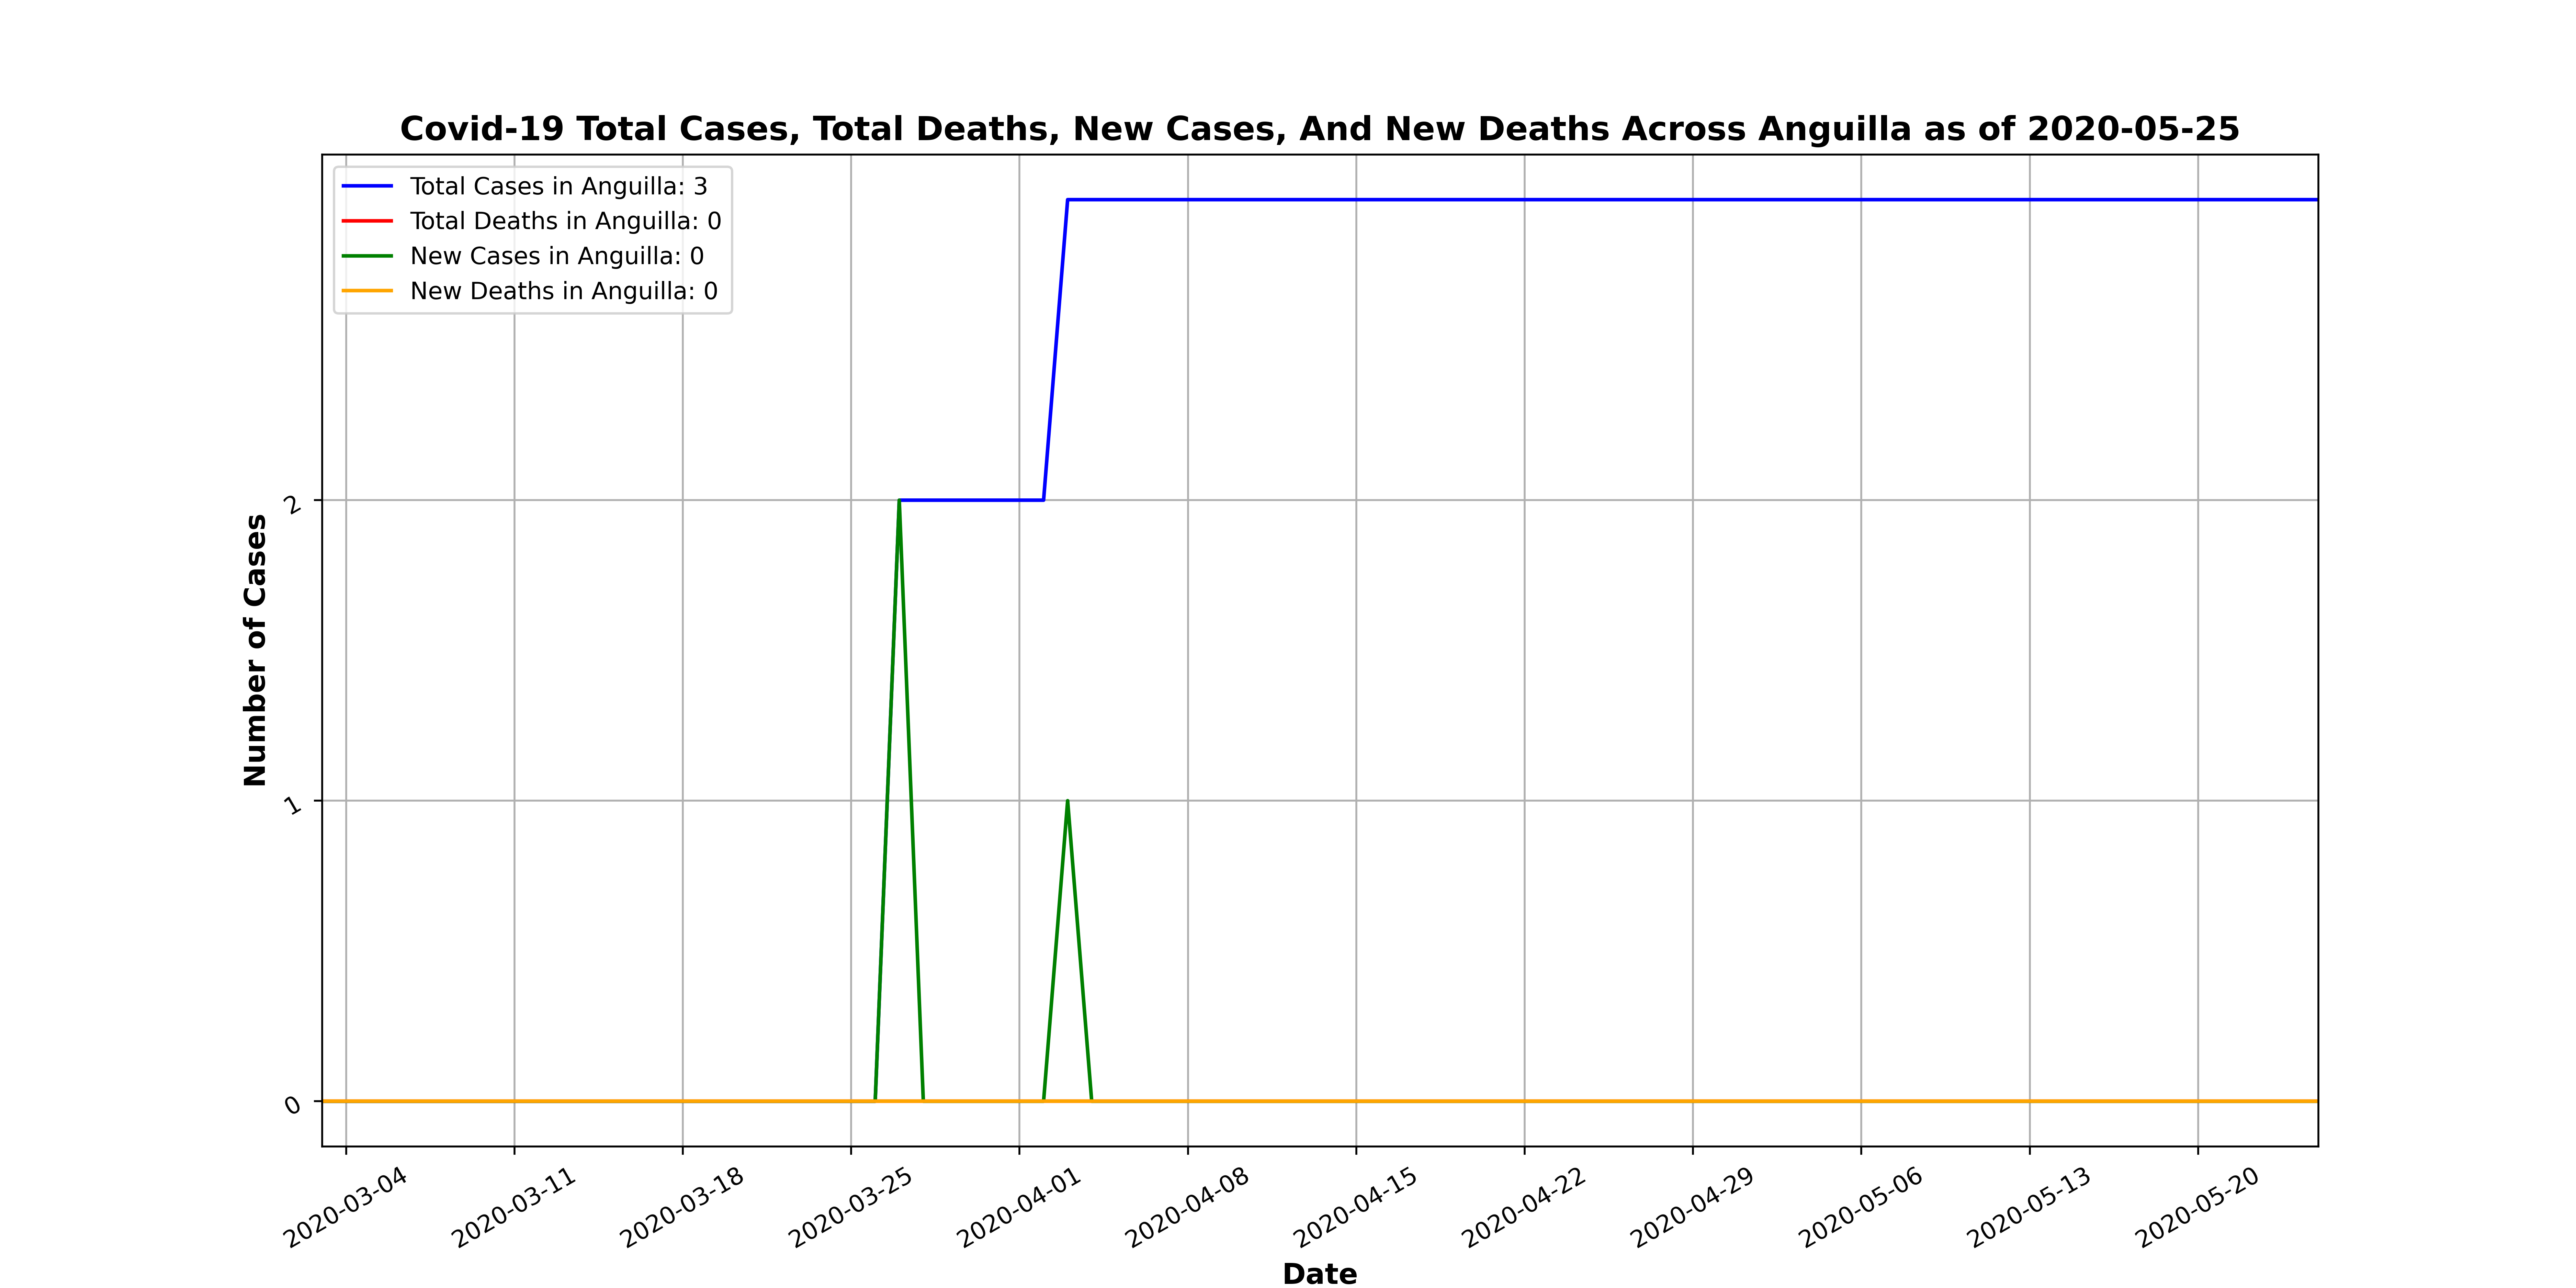 Covid-19 Total Cases, Total Deaths, New Cases, And New Deaths Across Anguilla as of 2020-05-25
Total Cases in Anguilla: 3
Total Deaths in Anguilla: 0
New Cases in Anguilla: 0
New Deaths in Anguilla: 0
Number of Cases
2
1
0
2020-03-04
2020-03-11
2020-03-18
2020-03-25
2020-04-01
2020-04-08
2020-04-15
2020-04-22
2020-04-29
2020-05-06
2020-05-13
2020-05-20
Date